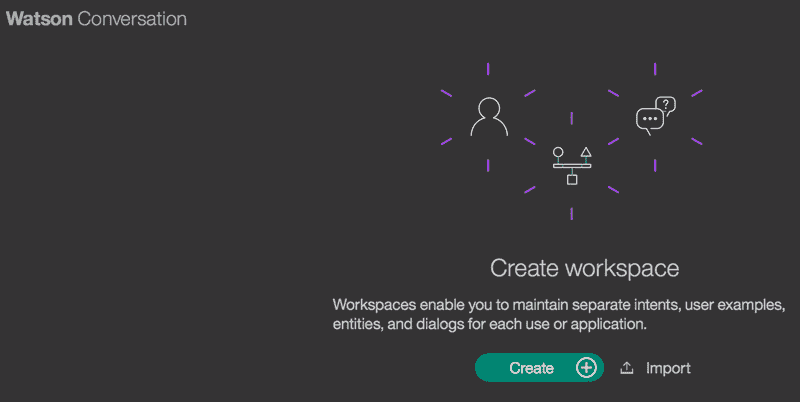 Watson Conversation
?
Create workspace
Workspaces enable you to maintain separate intents, user examples,
entities, and dialogs for each use or application.
Create
Import